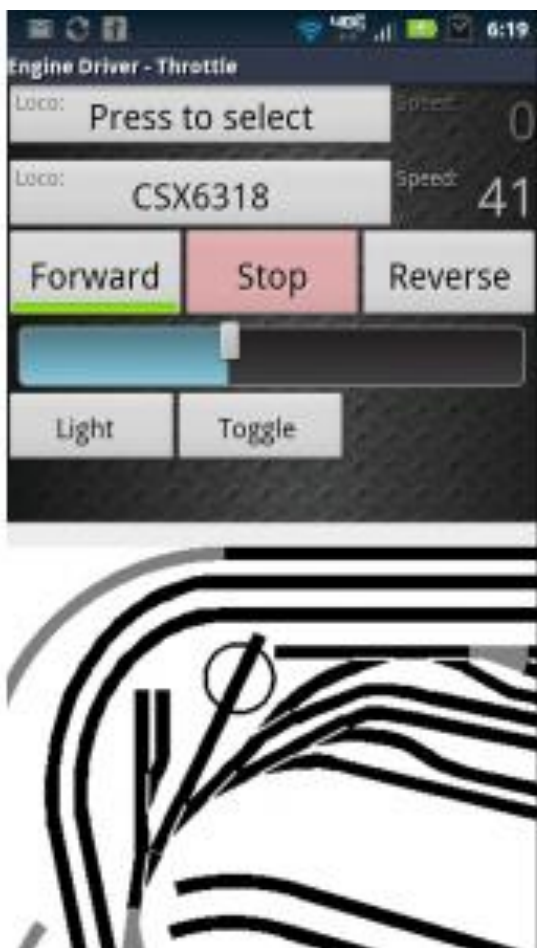 4G 6:19
Engine Driver - Throttle
Loco: Press to select Speed: 0
Loco: CSX6318 Speed: 41
Forward Stop Reverse
Light Toggle